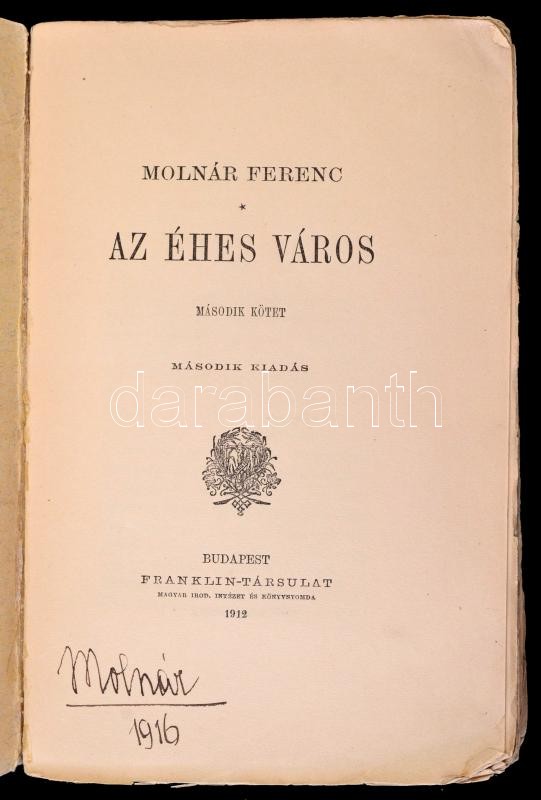 MOLNÁR FERENC
*
AZ ÉHES VÁROS
MÁSODIK KÖTET
MÁSODIK KIADÁS
darabanth
BUDAPEST
FRANKLIN-TÁRSULAT
MAGYAR IROD. INTÉZET ÉS KÖNYVNYOMDA
1912
Molnár
1916